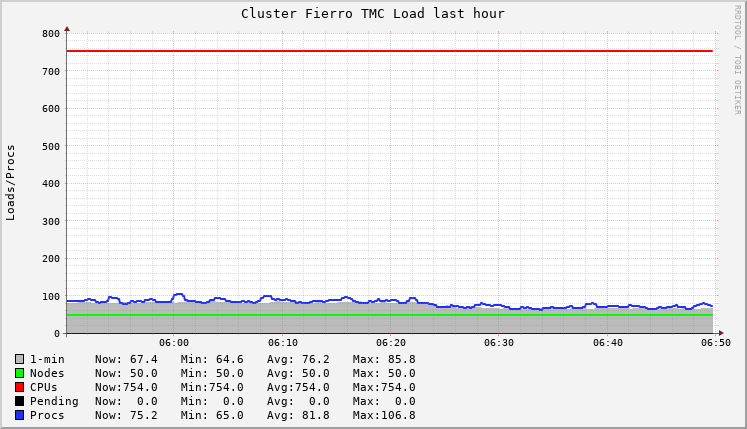 Cluster Fierro TMC Load last hour
RRDTOOL / TOBI OETIKER
Loads/Procs
800
700
600
500
400
300
200
100
0
06:00 06:10 06:20 06:30 06:40 06:50
1-min Now: 67.4 Min: 64.6 Avg: 76.2 Max: 85.8
Nodes Now: 50.0 Min: 50.0 Avg: 50.0 Max: 50.0
CPUs Now:754.0 Min:754.0 Avg:754.0 Max:754.0
Pending Now: 0.0 Min: 0.0 Avg: 0.0 Max: 0.0
Procs Now: 75.2 Min: 65.0 Avg: 81.8 Max:106.8